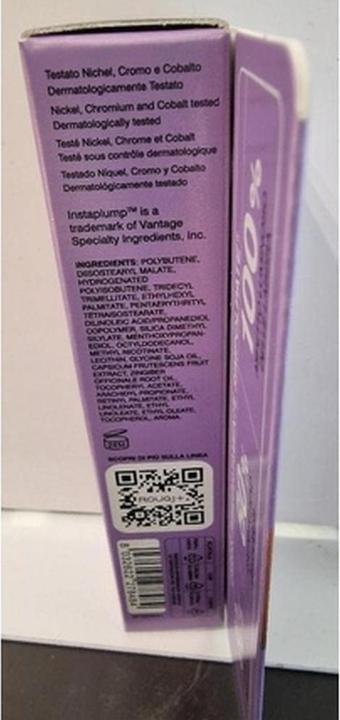 Testato Nichel, Cromo e Cobalto
Dermatologicamente Testato
Nickel, Chromium and Cobalt tested
Dermatologically tested
Testé Nickel, Chrome et Cobalt
Testé sous contrôle dermatologique
Testado Níquel, Cromo y Cobalto
Dermatológicamente testado
Instaplump™ is a
trademark of Vantage
Specialty Ingredients, Inc.
INGREDIENTS: POLYBUTENE,
DIISOSTEARYL MALATE,
HYDROGENATED
POLYISOBUTENE, TRIDECYL
TRIMELLITATE, ETHYLHEXYL
PALMITATE, PENTAERYTHRITYL
TETRAISOSTEARATE,
DILINOLEIC ACID/PROPANEDIOL
COPOLYMER, SILICA DIMETHYL
SILYLATE, MENTHOXYPROPAN-
EDIOL, OCTYLDODECANOL,
METHYL NICOTINATE,
LECITHIN, GLYCINE SOJA OIL,
CAPSICUM FRUTESCENS FRUIT
EXTRACT, ZINGIBER
OFFICINALE ROOT OIL,
TOCOPHERYL ACETATE,
ARACHIDYL PROPIONATE,
RETINYL PALMITATE, ETHYL
LINOLENATE, ETHYL
LINOLEATE, ETHYL OLEATE,
TOCOPHEROL, AROMA.
SCOPRI DI PIÙ SULLA LINEA
ROUGJ+
100%